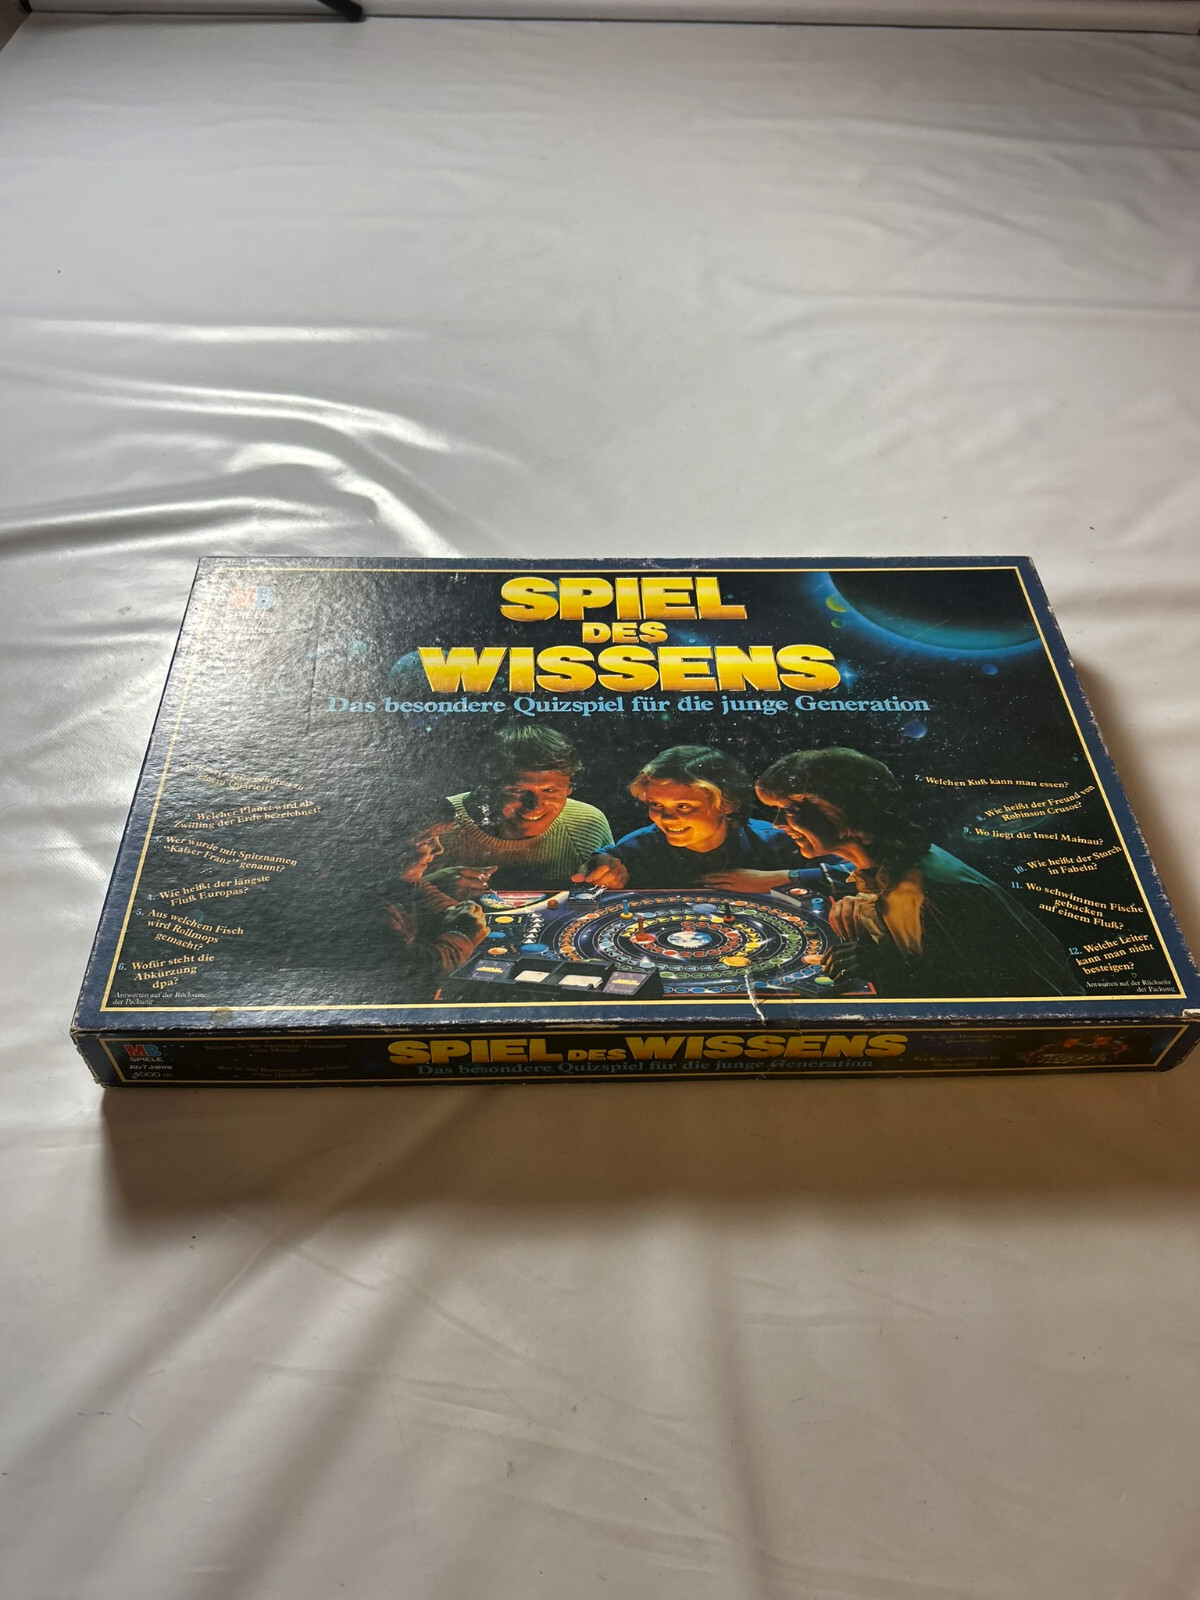 MB
SPIEL
DES
WISSENS
Das besondere Quizspiel für die junge Generation
Welcher Planet wird als
Zwilling der Erde bezeichnet?
3. Wer wurde mit Spitznamen
"Kaiser Franz" genannt?
4. Wie heißt der längste
Fluß Europas?
5. Aus welchem Fisch
wird Rollmops
gemacht?
6. Wofür steht die
Abkürzung
dpa?
Antworten auf der Rückseite
der Packung
7. Welchen Kuß kann man essen?
8. Wie heißt der Freund von
Robinson Crusoe?
9. Wo liegt die Insel Mainau?
10. Wie heißt der Storch
in Fabeln?
11. Wo schwimmen Fische
gebacken
auf einem Fluß?
12. Welche Leiter
kann man nicht
besteigen?
Antworten auf der Rückseite
der Packung
MB
SPIELE
Ab 7 Jahre
4000
SPIEL DES WISSENS
Das besondere Quizspiel für die junge Generation